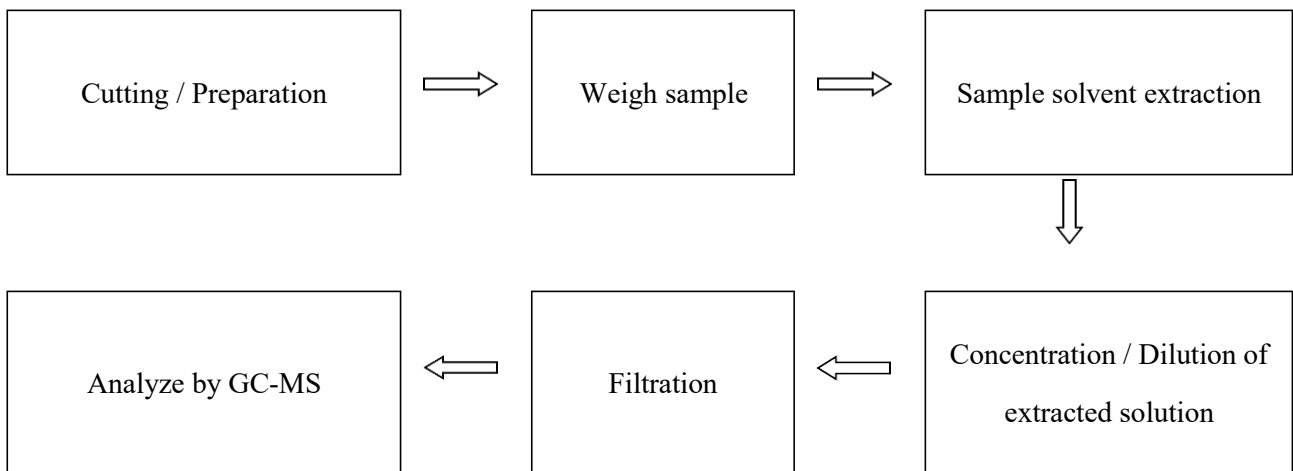 Cutting / Preparation
Weigh sample
Sample solvent extraction
Concentration / Dilution of
extracted solution
Filtration
Analyze by GC-MS